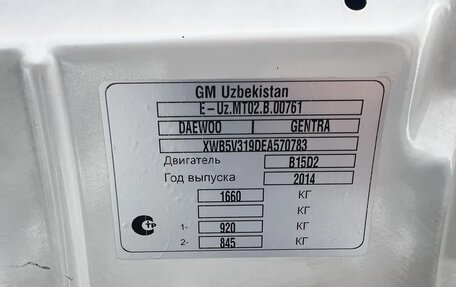 GM Uzbekistan
E-Uz.MT02.B.00761
DAEWOO GENTRA
XWB5V319DEA570783
Двигатель B15D2
Год выпуска 2014
1660 КГ
КГ
1- 920 КГ
2- 845 КГ